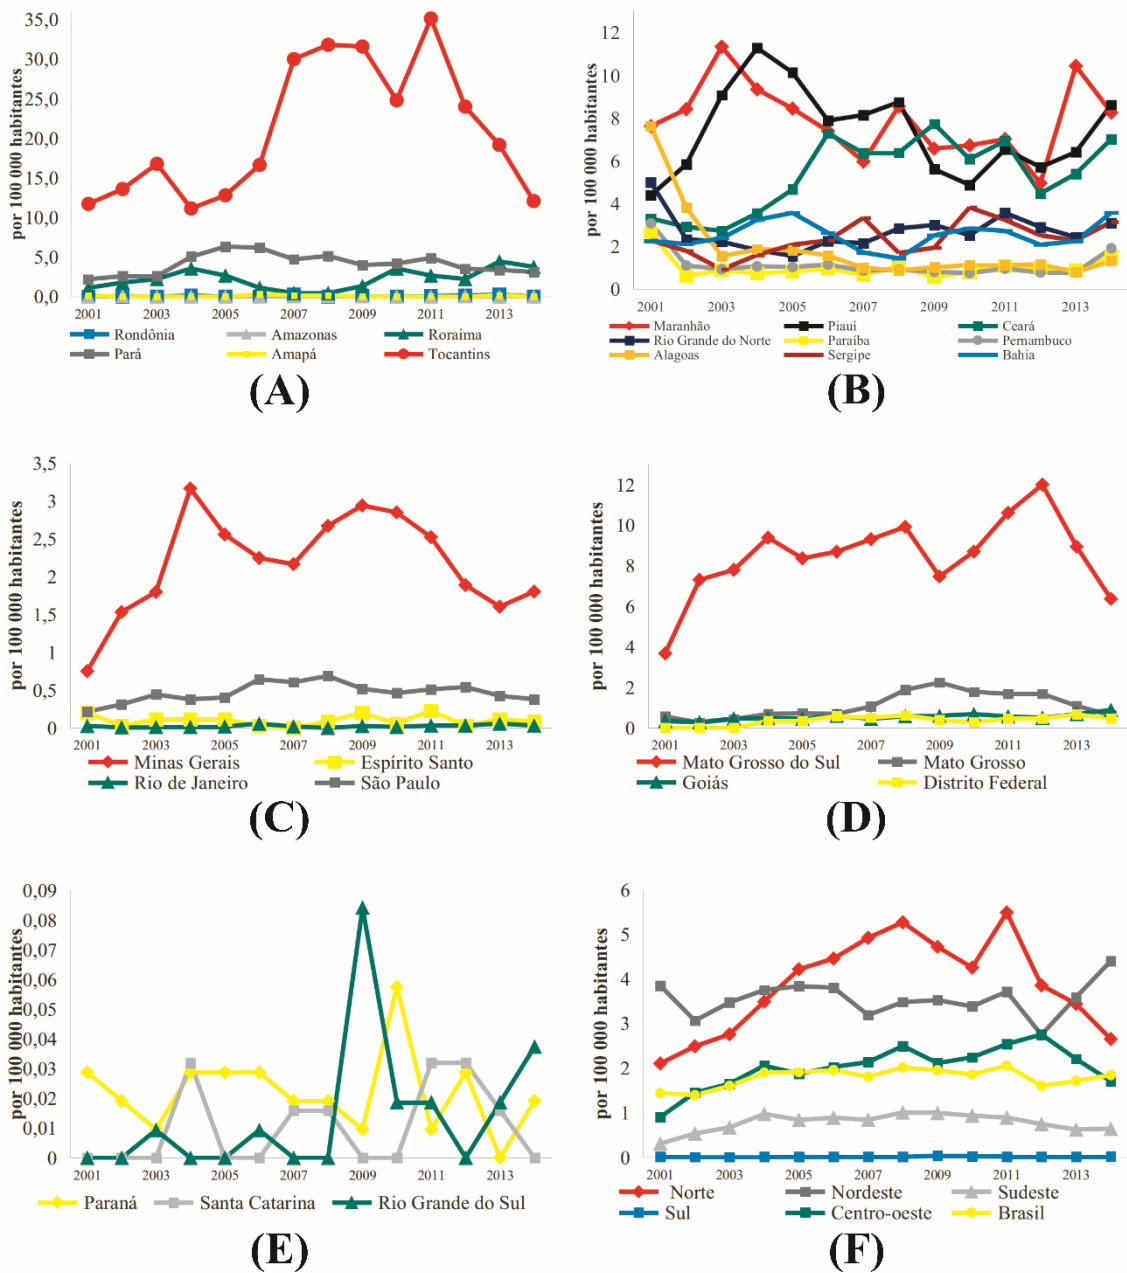 por 100 000 habitantes
35,0
30,0
25,0
20,0
15,0
10,0
5,0
0,0
2001 2003 2005 2007 2009 2011 2013
Rondônia Amazonas Roraima
Pará Amapá Tocantins
(A)
por 100 000 habitantes
12
10
8
6
4
2
0
2001 2003 2005 2007 2009 2011 2013
Maranhão Piauí Ceará
Rio Grande do Norte Paraíba Pernambuco
Alagoas Sergipe Bahia
(B)
por 100 000 habitantes
3,5
3
2,5
2
1,5
1
0,5
0
2001 2003 2005 2007 2009 2011 2013
Minas Gerais Espírito Santo
Rio de Janeiro São Paulo
(C)
por 100 000 habitantes
12
10
8
6
4
2
0
2001 2003 2005 2007 2009 2011 2013
Mato Grosso do Sul Mato Grosso
Goiás Distrito Federal
(D)
por 100 000 habitantes
0,09
0,08
0,07
0,06
0,05
0,04
0,03
0,02
0,01
0
2001 2003 2005 2007 2009 2011 2013
Paraná Santa Catarina Rio Grande do Sul
(E)
por 100 000 habitantes
6
5
4
3
2
1
0
2001 2003 2005 2007 2009 2011 2013
Norte Nordeste Sudeste
Sul Centro-oeste Brasil
(F)